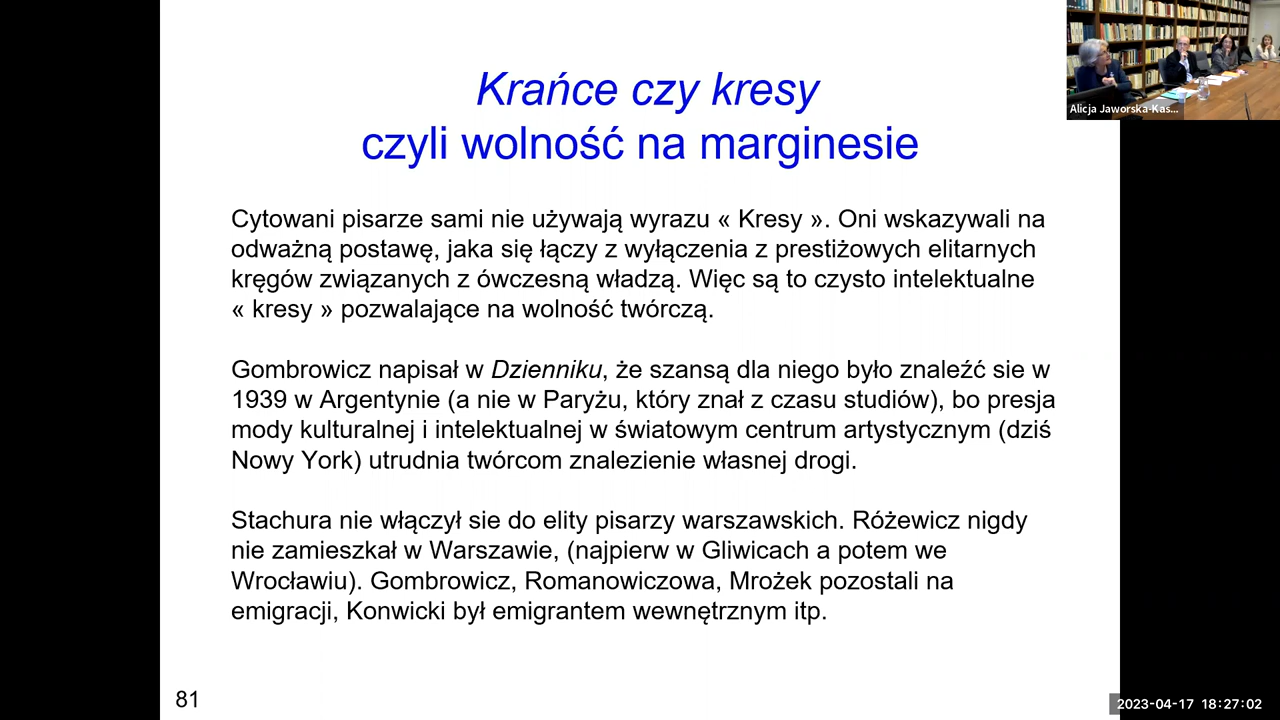 Krańce czy kresy
czyli wolność na marginesie
Alicja Jaworska-Kas...
Cytowani pisarze sami nie używają wyrazu « Kresy ». Oni wskazywali na
odważną postawę, jaka się łączy z wyłączenia z prestiżowych elitarnych
kręgów związanych z ówczesną władzą. Więc są to czysto intelektualne
« kresy » pozwalające na wolność twórczą.
Gombrowicz napisał w Dzienniku, że szansą dla niego było znaleźć sie w
1939 w Argentynie (a nie w Paryżu, który znał z czasu studiów), bo presja
mody kulturalnej i intelektualnej w światowym centrum artystycznym (dziś
Nowy York) utrudnia twórcom znalezienie własnej drogi.
Stachura nie włączył sie do elity pisarzy warszawskich. Różewicz nigdy
nie zamieszkał w Warszawie, (najpierw w Gliwicach a potem we
Wrocławiu). Gombrowicz, Romanowiczowa, Mrożek pozostali na
emigracji, Konwicki był emigrantem wewnętrznym itp.
81
2023-04-17 18:27:02